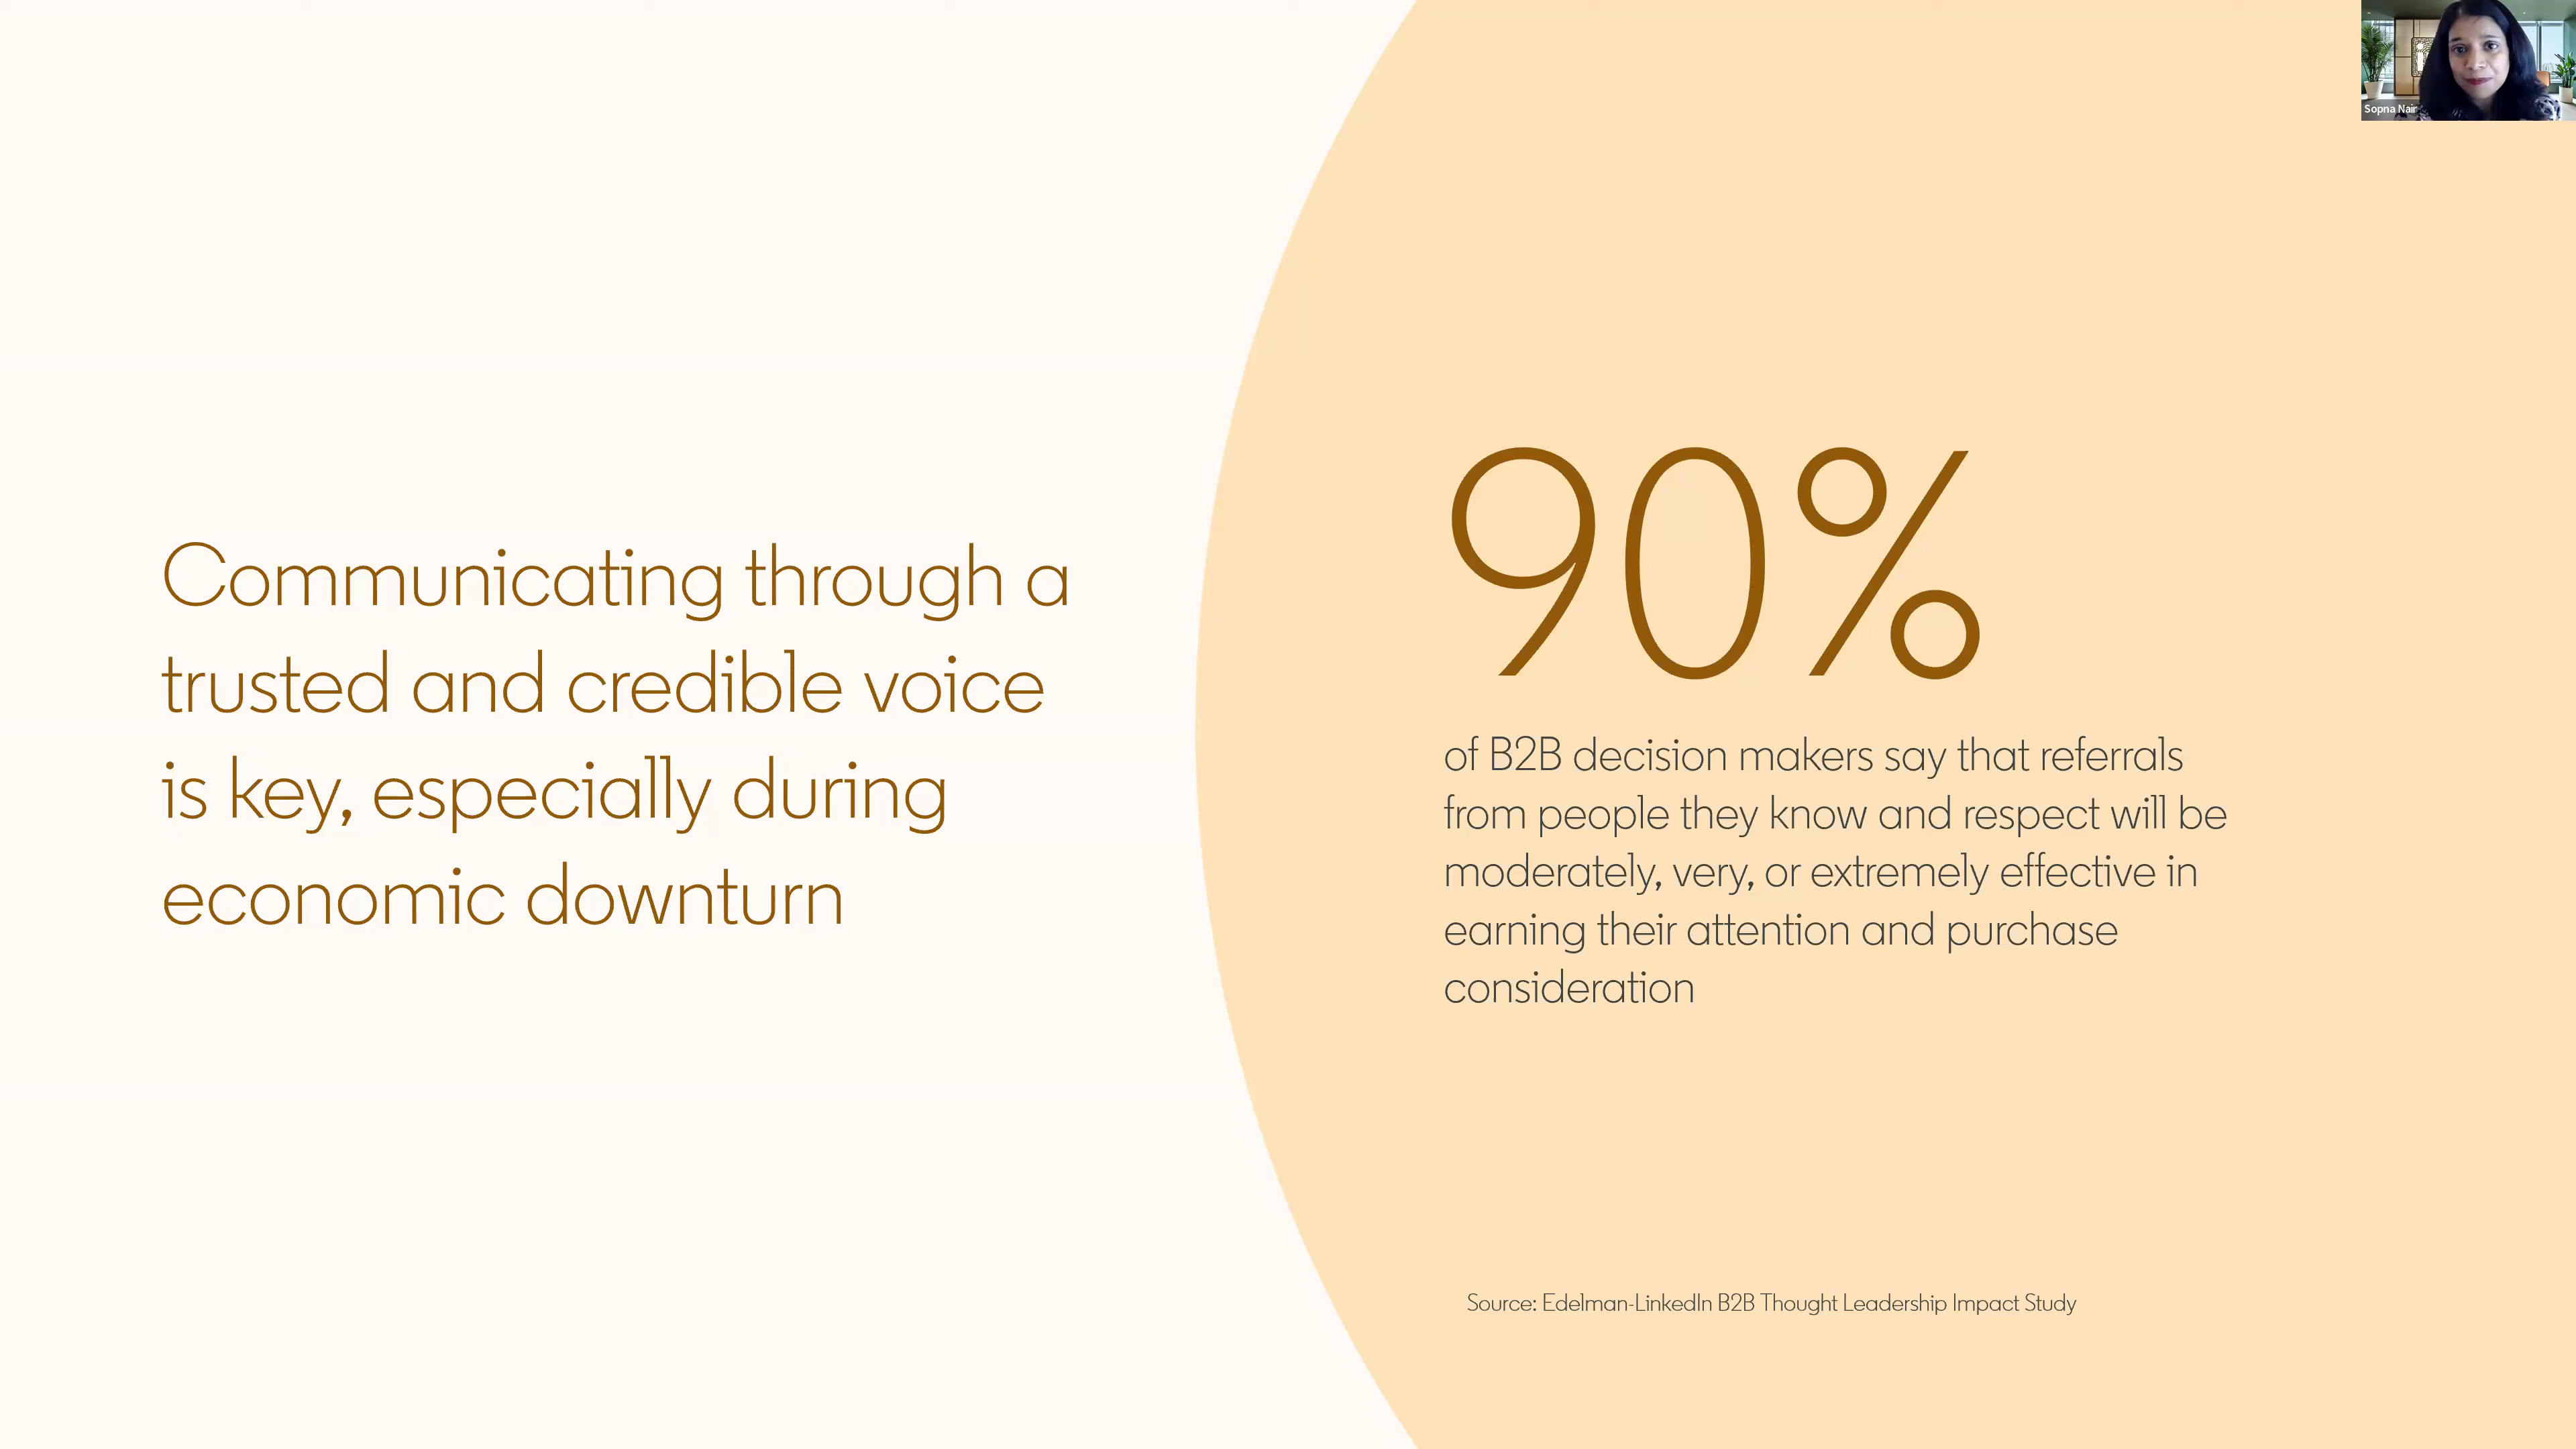 Communicating through a
trusted and credible voice
is key, especially during
economic downturn
90%
of B2B decision makers say that referrals
from people they know and respect will be
moderately, very, or extremely effective in
earning their attention and purchase
consideration
Source: Edelman-LinkedIn B2B Thought Leadership Impact Study
Sopna Nair